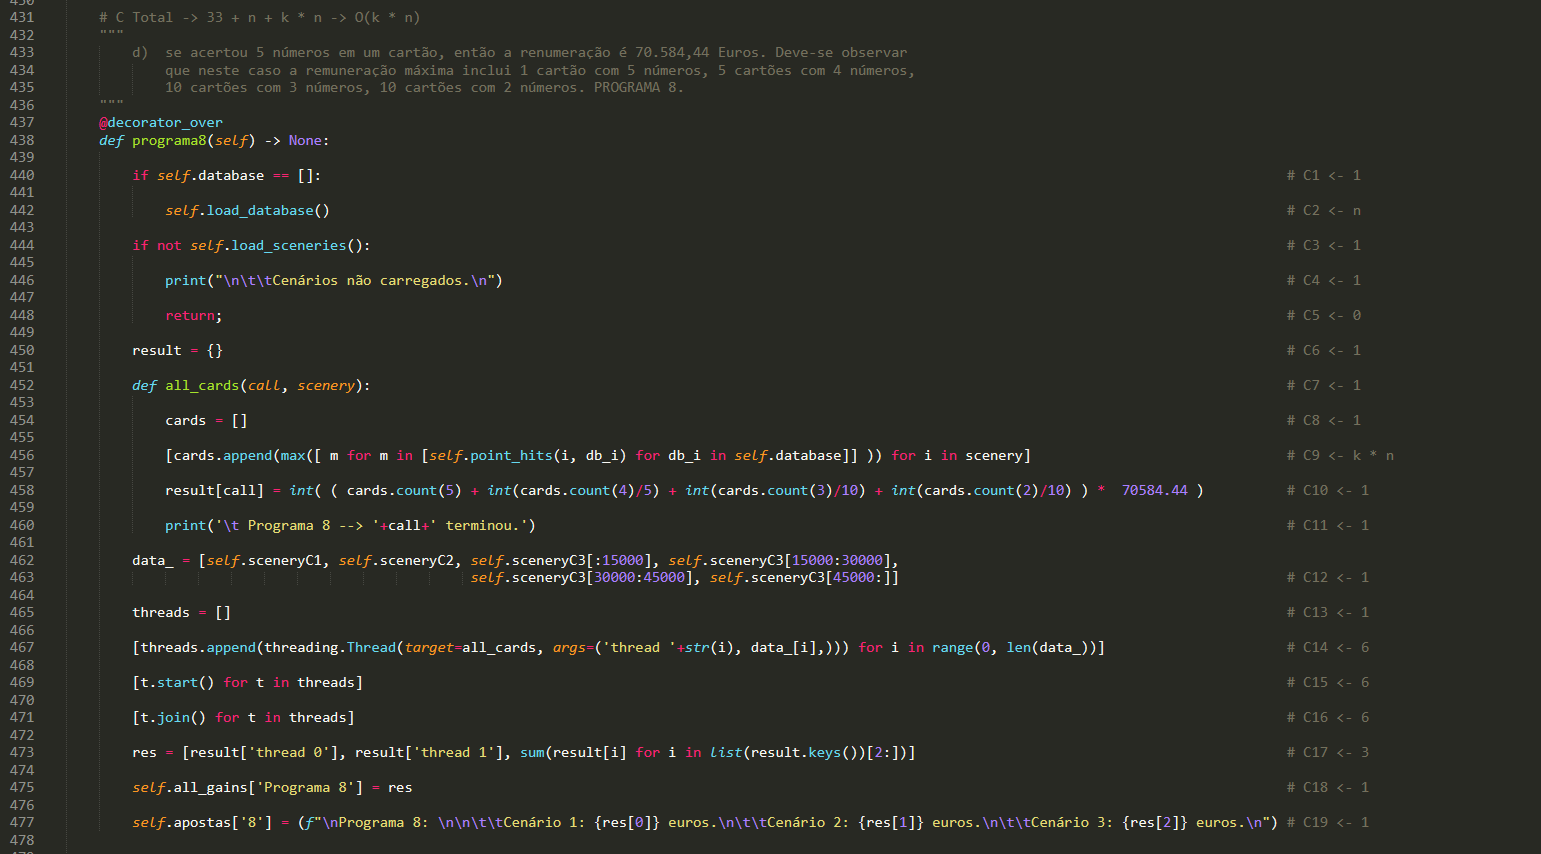 431 # C Total -> 33 + n + k * n -> O(k * n)
432 """
433 d) se acertou 5 números em um cartão, então a renumeração é 70.584,44 Euros. Deve-se observar
434 que neste caso a remuneração máxima inclui 1 cartão com 5 números, 5 cartões com 4 números,
435 10 cartões com 3 números, 10 cartões com 2 números. PROGRAMA 8.
436 """
437 @decorator_over
438 def programa8(self) -> None:
439
440 if self.database == []: # C1 <- 1
441
442 self.load_database() # C2 <- n
443
444 if not self.load_sceneries(): # C3 <- 1
445
446 print("\n\t\tCenários não carregados.\n") # C4 <- 1
447
448 return; # C5 <- 0
449
450 result = {} # C6 <- 1
451
452 def all_cards(call, scenery): # C7 <- 1
453
454 cards = [] # C8 <- 1
455
456 [cards.append(max([ m for m in [self.point_hits(i, db_i) for db_i in self.database]] )) for i in scenery] # C9 <- k * n
457
458 result[call] = int( ( cards.count(5) + int(cards.count(4)/5) + int(cards.count(3)/10) + int(cards.count(2)/10) ) * 70584.44 ) # C10 <- 1
459
460 print('\t Programa 8 --> '+call+' terminou.') # C11 <- 1
461
462 data_ = [self.sceneryC1, self.sceneryC2, self.sceneryC3[:15000], self.sceneryC3[15000:30000],
463 self.sceneryC3[30000:45000], self.sceneryC3[45000:]] # C12 <- 1
464
465 threads = [] # C13 <- 1
466
467 [threads.append(threading.Thread(target=all_cards, args=('thread '+str(i), data_[i],))) for i in range(0, len(data_))] # C14 <- 6
468
469 [t.start() for t in threads] # C15 <- 6
470
471 [t.join() for t in threads] # C16 <- 6
472
473 res = [result['thread 0'], result['thread 1'], sum(result[i] for i in list(result.keys())[2:])] # C17 <- 3
474
475 self.all_gains['Programa 8'] = res # C18 <- 1
476
477 self.apostas['8'] = (f"\nPrograma 8: \n\n\t\tCenário 1: {res[0]} euros.\n\t\tCenário 2: {res[1]} euros.\n\t\tCenário 3: {res[2]} euros.\n") # C19 <- 1
478